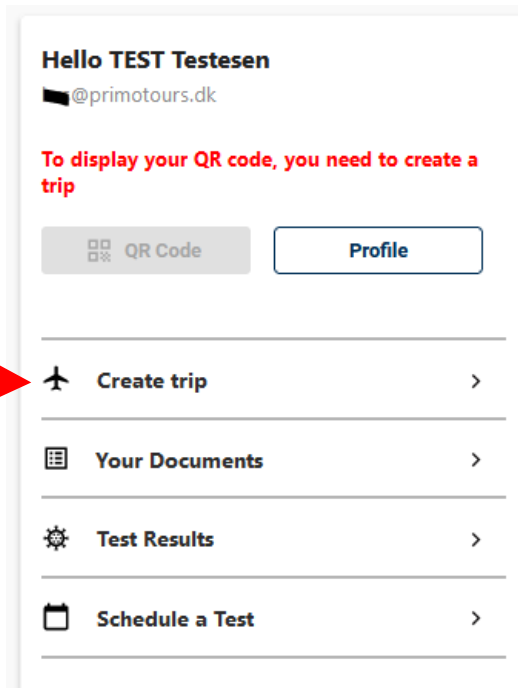 Hello TEST Testesen
@primotours.dk
To display your QR code, you need to create a
trip
QR Code
Profile
Create trip
Your Documents
Test Results
Schedule a Test